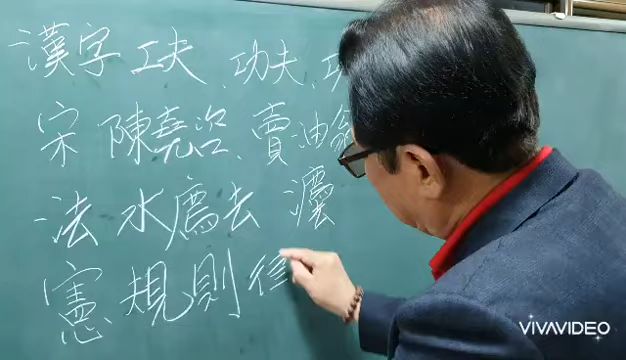 漢字 工夫、功夫、
宋 陳堯咨、賣油
法 水廌去 灋
憲 規則
VIVAVIDEO